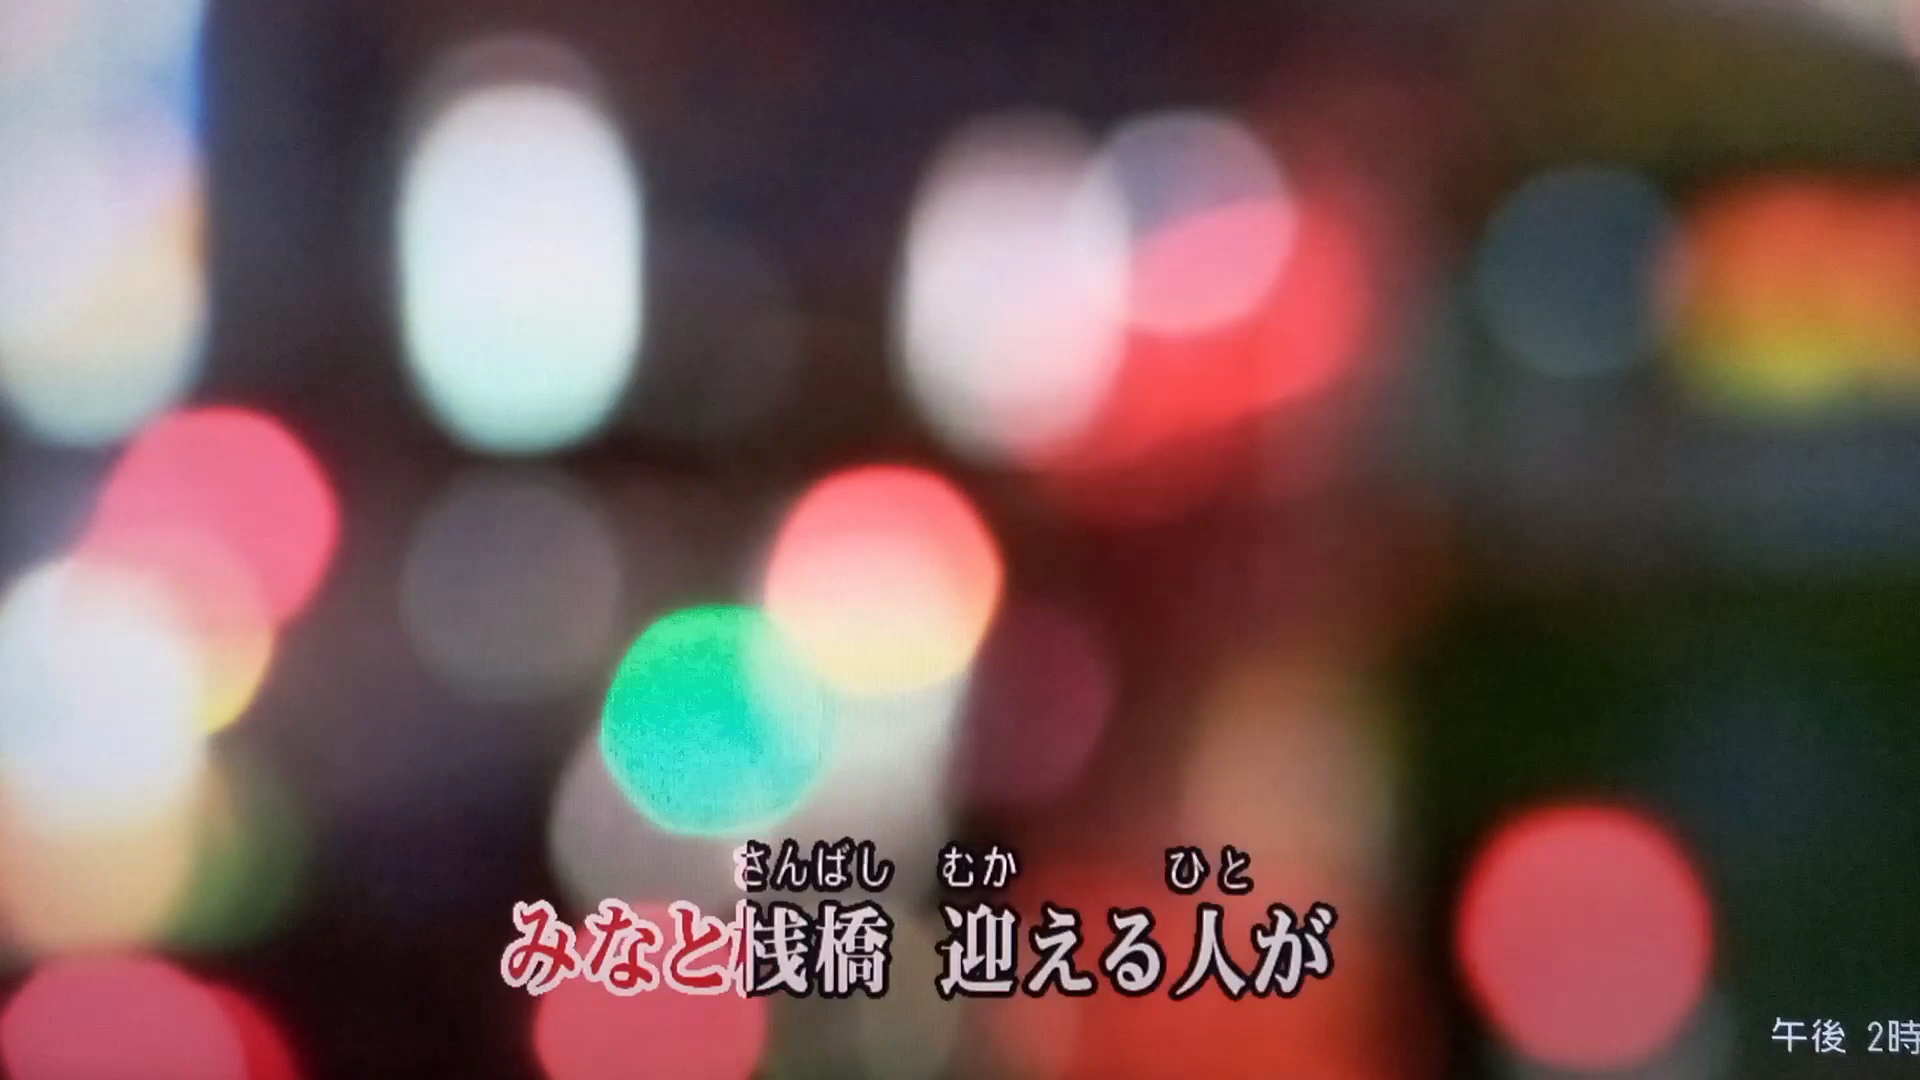 さんばし むか ひと
みなと桟橋 迎える人が
午後 2時